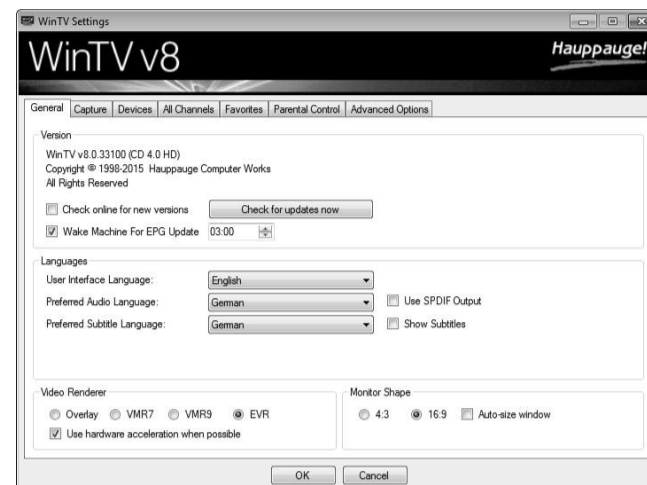 WinTV Settings
WinTV v8
Hauppauge!
General Capture Devices All Channels Favorites Parental Control Advanced Options
Version
WinTV v8.0.33100 (CD 4.0 HD)
Copyright © 1998-2015 Hauppauge Computer Works
All Rights Reserved
Check online for new versions Check for updates now
Wake Machine For EPG Update 03:00
Languages
User Interface Language: English
Preferred Audio Language: German Use SPDIF Output
Preferred Subtitle Language: German Show Subtitles
Video Renderer Monitor Shape
Overlay VMR7 VMR9 EVR 4:3 16:9 Auto-size window
Use hardware acceleration when possible
OK Cancel